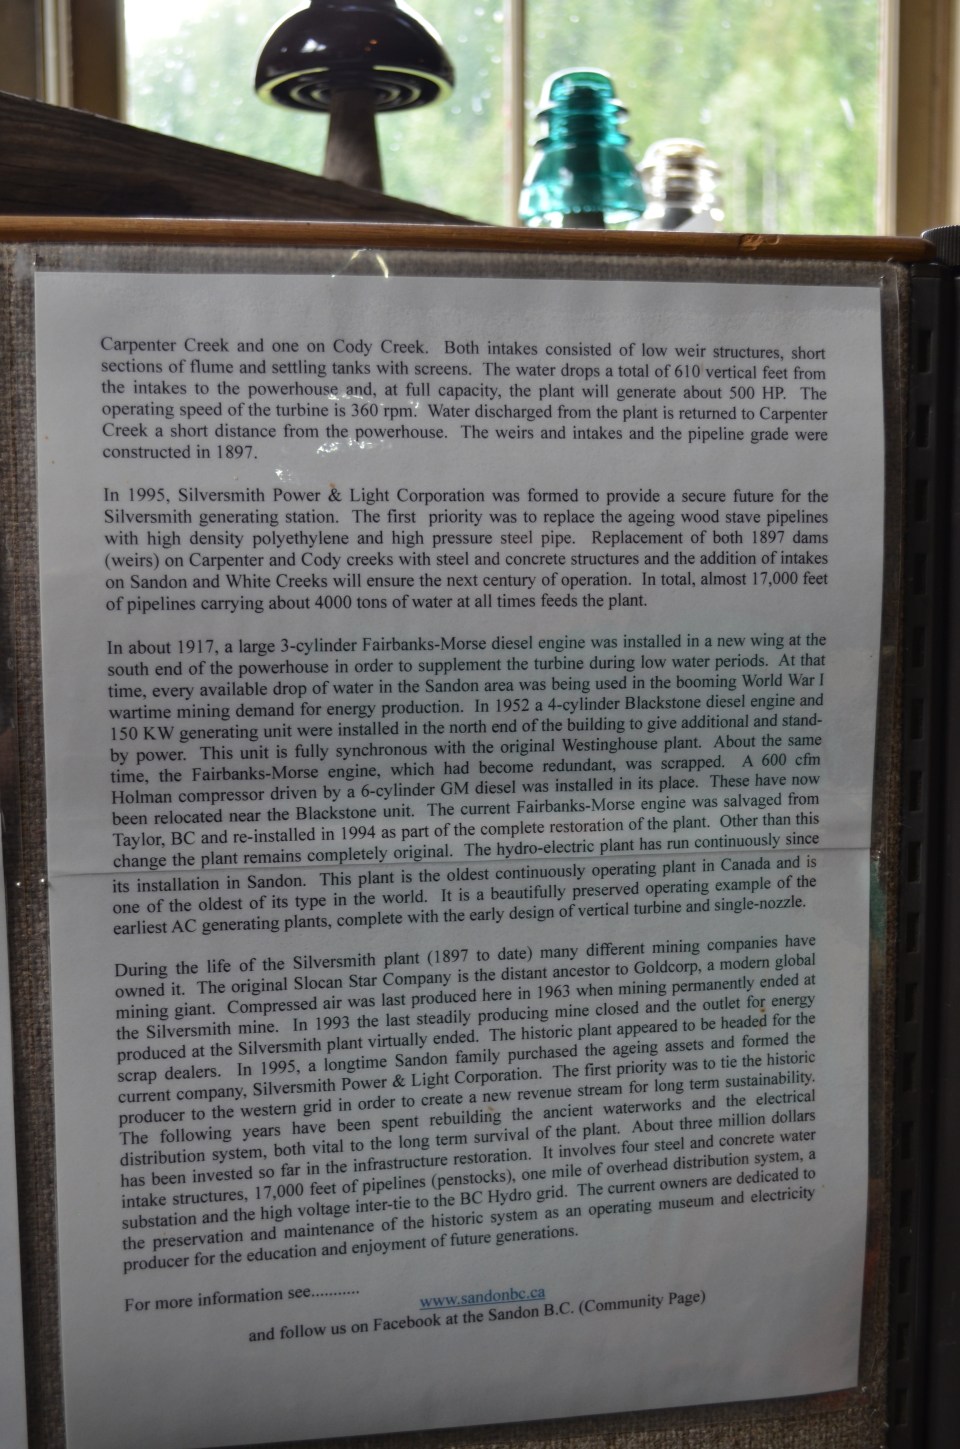 Carpenter Creek and one on Cody Creek. Both intakes consisted of low weir structures, short
sections of flume and settling tanks with screens. The water drops a total of 610 vertical feet from
the intakes to the powerhouse and, at full capacity, the plant will generate about 500 HP. The
operating speed of the turbine is 360 rpm. Water discharged from the plant is returned to Carpenter
Creek a short distance from the powerhouse. The weirs and intakes and the pipeline grade were
constructed in 1897.
In 1995, Silversmith Power & Light Corporation was formed to provide a secure future for the
Silversmith generating station. The first priority was to replace the ageing wood stave pipelines
with high density polyethylene and high pressure steel pipe. Replacement of both 1897 dams
(weirs) on Carpenter and Cody creeks with steel and concrete structures and the addition of intakes
on Sandon and White Creeks will ensure the next century of operation. In total, almost 17,000 feet
of pipelines carrying about 4000 tons of water at all times feeds the plant.
In about 1917, a large 3-cylinder Fairbanks-Morse diesel engine was installed in a new wing at the
south end of the powerhouse in order to supplement the turbine during low water periods. At that
time, every available drop of water in the Sandon area was being used in the booming World War I
wartime mining demand for energy production. In 1952 a 4-cylinder Blackstone diesel engine and
150 KW generating unit were installed in the north end of the building to give additional and stand-
by power. This unit is fully synchronous with the original Westinghouse plant. About the same
time, the Fairbanks-Morse engine, which had become redundant, was scrapped. A 600 cfm
Holman compressor driven by a 6-cylinder GM diesel was installed in its place. These have now
been relocated near the Blackstone unit. The current Fairbanks-Morse engine was salvaged from
Taylor, BC and re-installed in 1994 as part of the complete restoration of the plant. Other than this
change the plant remains completely original. The hydro-electric plant has run continuously since
its installation in Sandon. This plant is the oldest continuously operating plant in Canada and is
one of the oldest of its type in the world. It is a beautifully preserved operating example of the
earliest AC generating plants, complete with the early design of vertical turbine and single-nozzle.
During the life of the Silversmith plant (1897 to date) many different mining companies have
owned it. The original Slocan Star Company is the distant ancestor to Goldcorp, a modern global
mining giant. Compressed air was last produced here in 1963 when mining permanently ended at
the Silversmith mine. In 1993 the last steadily producing mine closed and the outlet for energy
produced at the Silversmith plant virtually ended. The historic plant appeared to be headed for the
scrap dealers. In 1995, a longtime Sandon family purchased the ageing assets and formed the
current company, Silversmith Power & Light Corporation. The first priority was to tie the historic
producer to the western grid in order to create a new revenue stream for long term sustainability.
The following years have been spent rebuilding the ancient waterworks and the electrical
distribution system, both vital to the long term survival of the plant. About three million dollars
has been invested so far in the infrastructure restoration. It involves four steel and concrete water
intake structures, 17,000 feet of pipelines (penstocks), one mile of overhead distribution system, a
substation and the high voltage inter-tie to the BC Hydro grid. The current owners are dedicated to
the preservation and maintenance of the historic system as an operating museum and electricity
producer for the education and enjoyment of future generations.
For more information see...........
www.sandonbc.ca
and follow us on Facebook at the Sandon B.C. (Community Page)